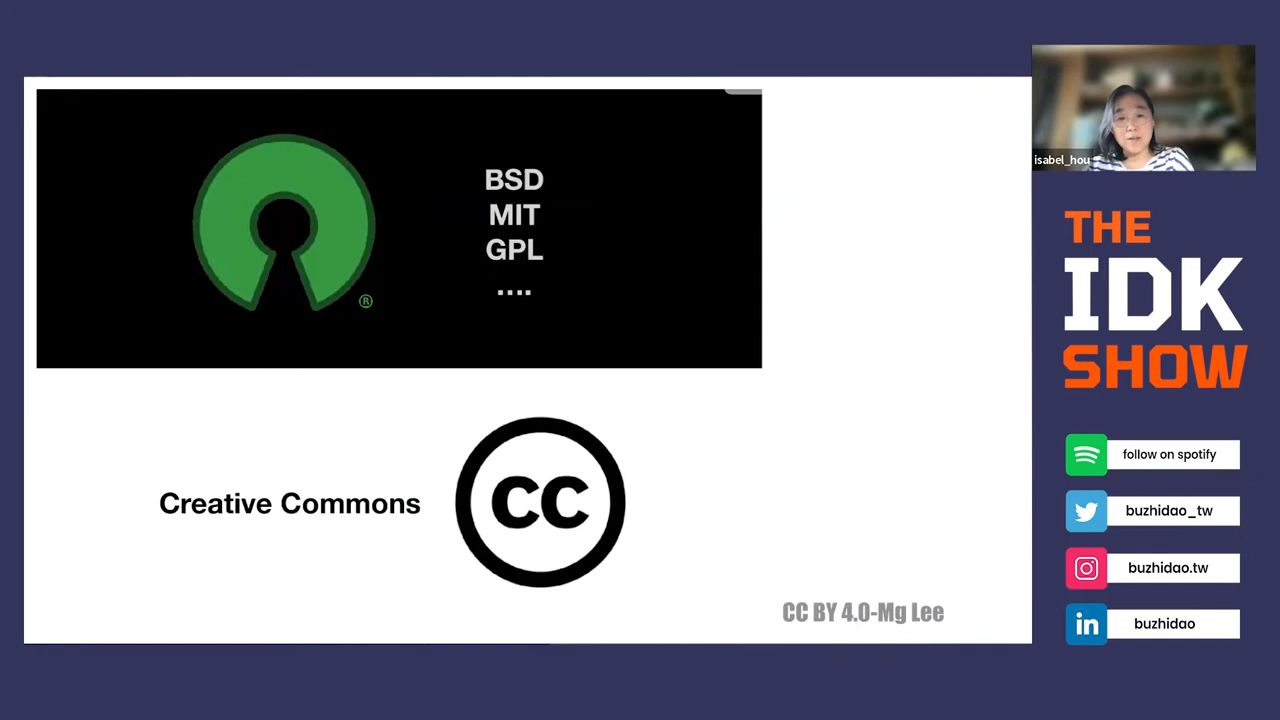 BSD
MIT
GPL
....
®
Creative Commons
CC
CC BY 4.0-Mg Lee
isabel_hou
THE
IDK
SHOW
follow on spotify
buzhidao_tw
buzhidao.tw
in
buzhidao